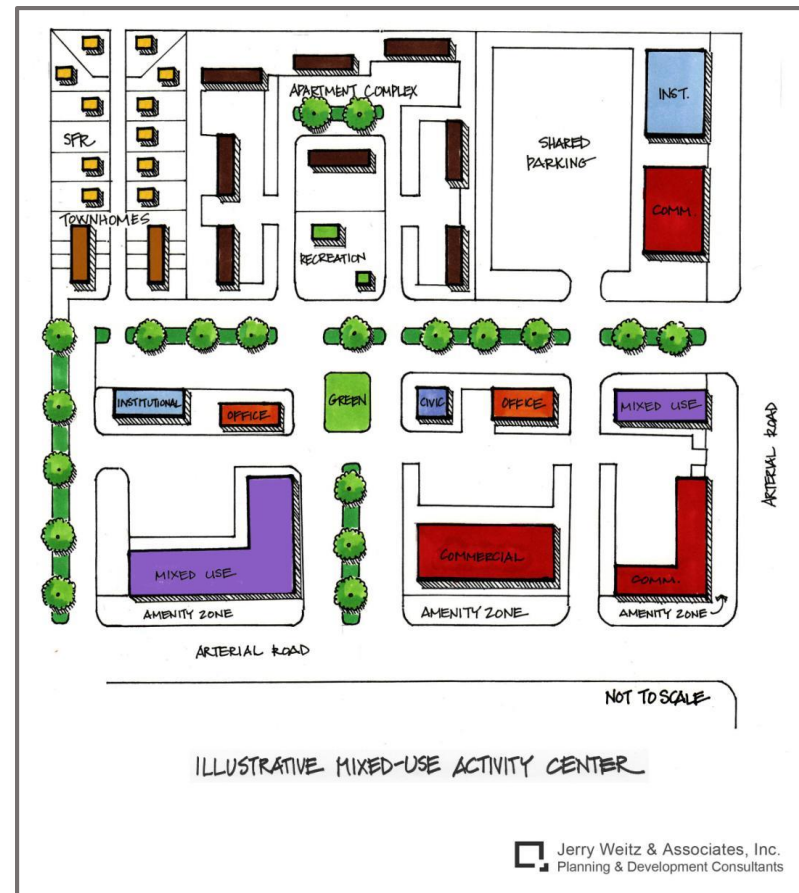 INST.
APARTMENT COMPLEX
SFR
SHARED
PARKING
COMM.
TOWNHOMES
RECREATION
INSTITUTIONAL
OFFICE
GREEN
CIVIC
OFFICE
MIXED USE
ARTERIAL ROAD
COMMERCIAL
MIXED USE
COMM.
AMENITY ZONE
AMENITY ZONE
AMENITY ZONE
ARTERIAL ROAD
NOT TO SCALE
ILLUSTRATIVE MIXED-USE ACTIVITY CENTER
Jerry Weitz & Associates, Inc.
Planning & Development Consultants